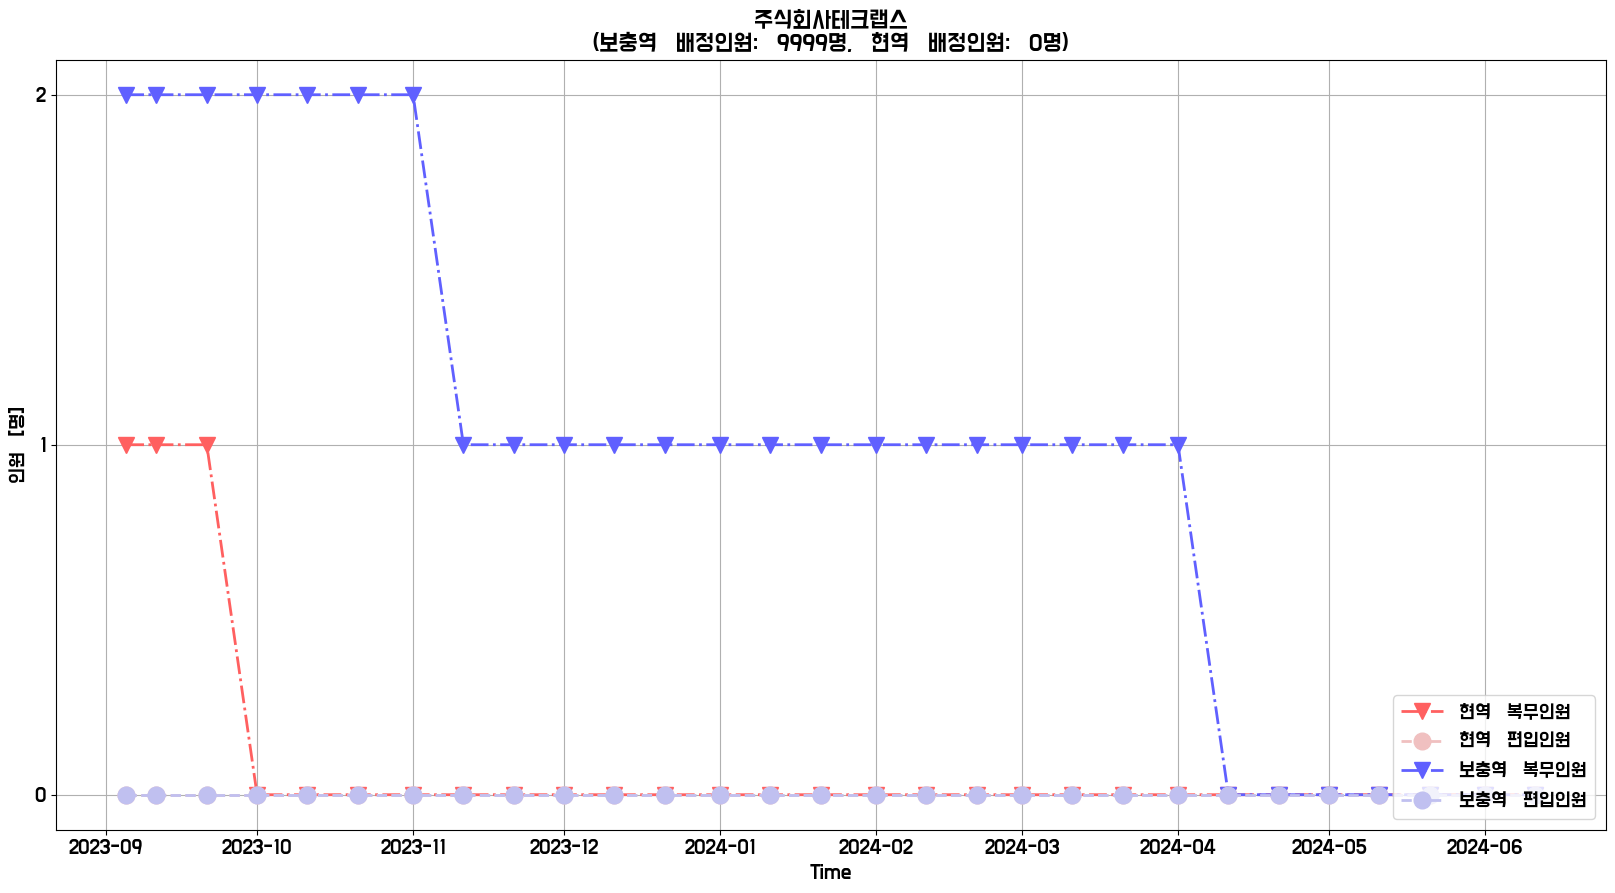 주식회사테크랩스
(보충역 배정인원: 9999명, 현역 배정인원: 0명)
2
1
0
인원 [명]
2023-09 2023-10 2023-11 2023-12 2024-01 2024-02 2024-03 2024-04 2024-05 2024-06
Time
현역 복무인원
현역 편입인원
보충역 복무인원
보충역 편입인원